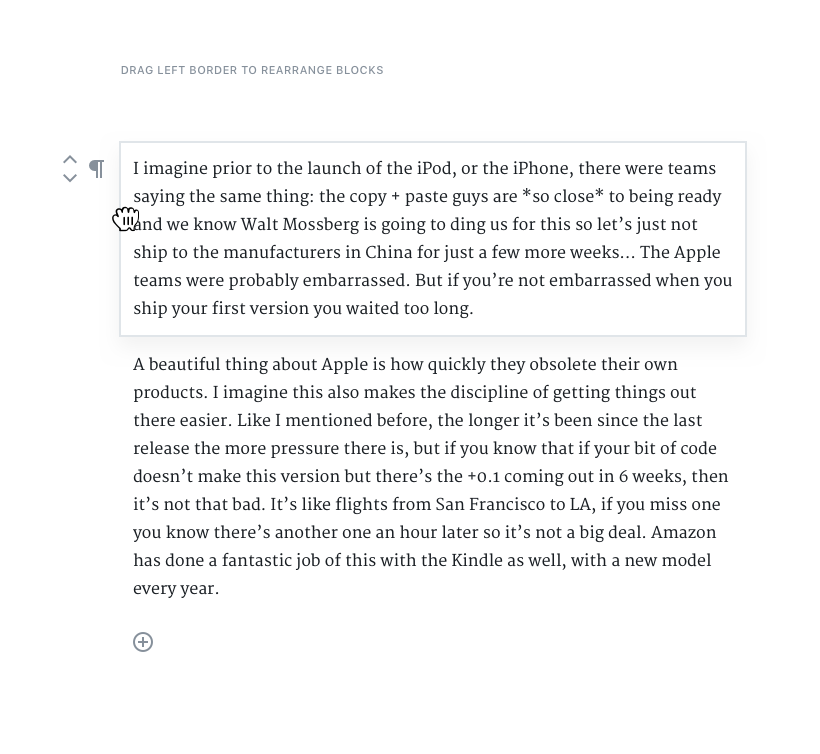 DRAG LEFT BORDER TO REARRANGE BLOCKS
I imagine prior to the launch of the iPod, or the iPhone, there were teams
saying the same thing: the copy + paste guys are *so close* to being ready
and we know Walt Mossberg is going to ding us for this so let’s just not
ship to the manufacturers in China for just a few more weeks… The Apple
teams were probably embarrassed. But if you’re not embarrassed when you
ship your first version you waited too long.
A beautiful thing about Apple is how quickly they obsolete their own
products. I imagine this also makes the discipline of getting things out
there easier. Like I mentioned before, the longer it’s been since the last
release the more pressure there is, but if you know that if your bit of code
doesn’t make this version but there’s the +0.1 coming out in 6 weeks, then
it’s not that bad. It’s like flights from San Francisco to LA, if you miss one
you know there’s another one an hour later so it’s not a big deal. Amazon
has done a fantastic job of this with the Kindle as well, with a new model
every year.